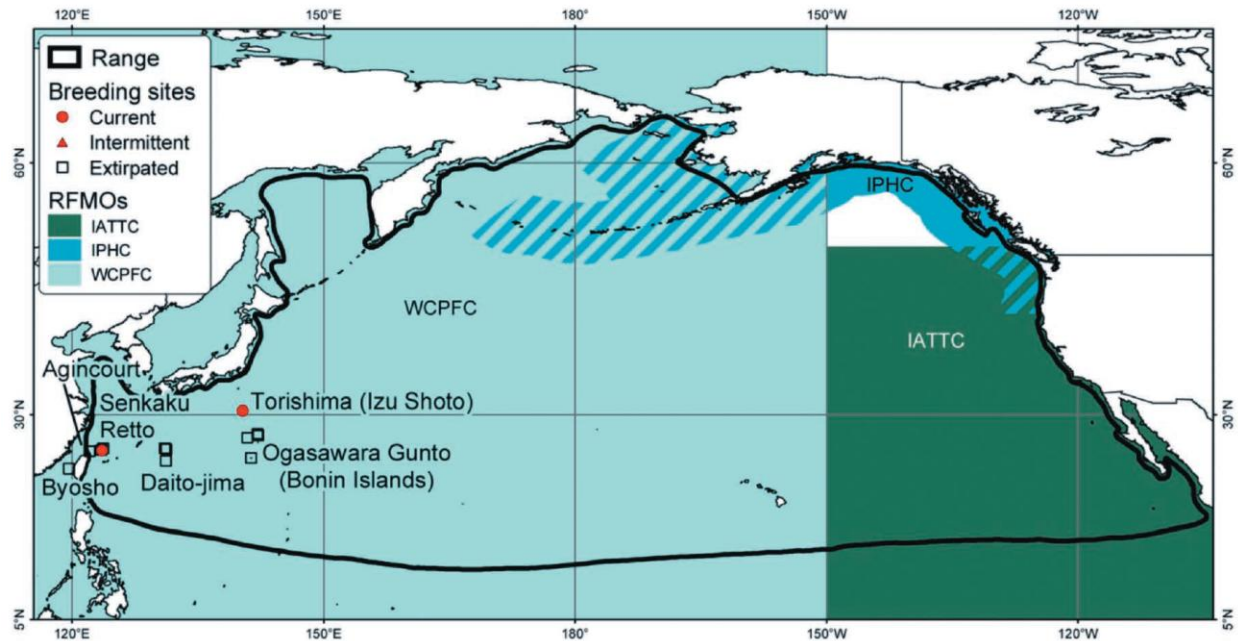 120°E 150°E 180° 150°W 120°W
Range
Breeding sites
Current
Intermittent
Extirpated
RFMOs
IATTC
IPHC
WCPFC
60°N
60°N
IPHC
WCPFC
IATTC
Agincourt
Senkaku
Retto
Torishima (Izu Shoto)
30°N
30°N
Ogasawara Gunto
(Bonin Islands)
Daito-jima
Byosho
5°N
5°N
120°E 150°E 180° 150°W 120°W